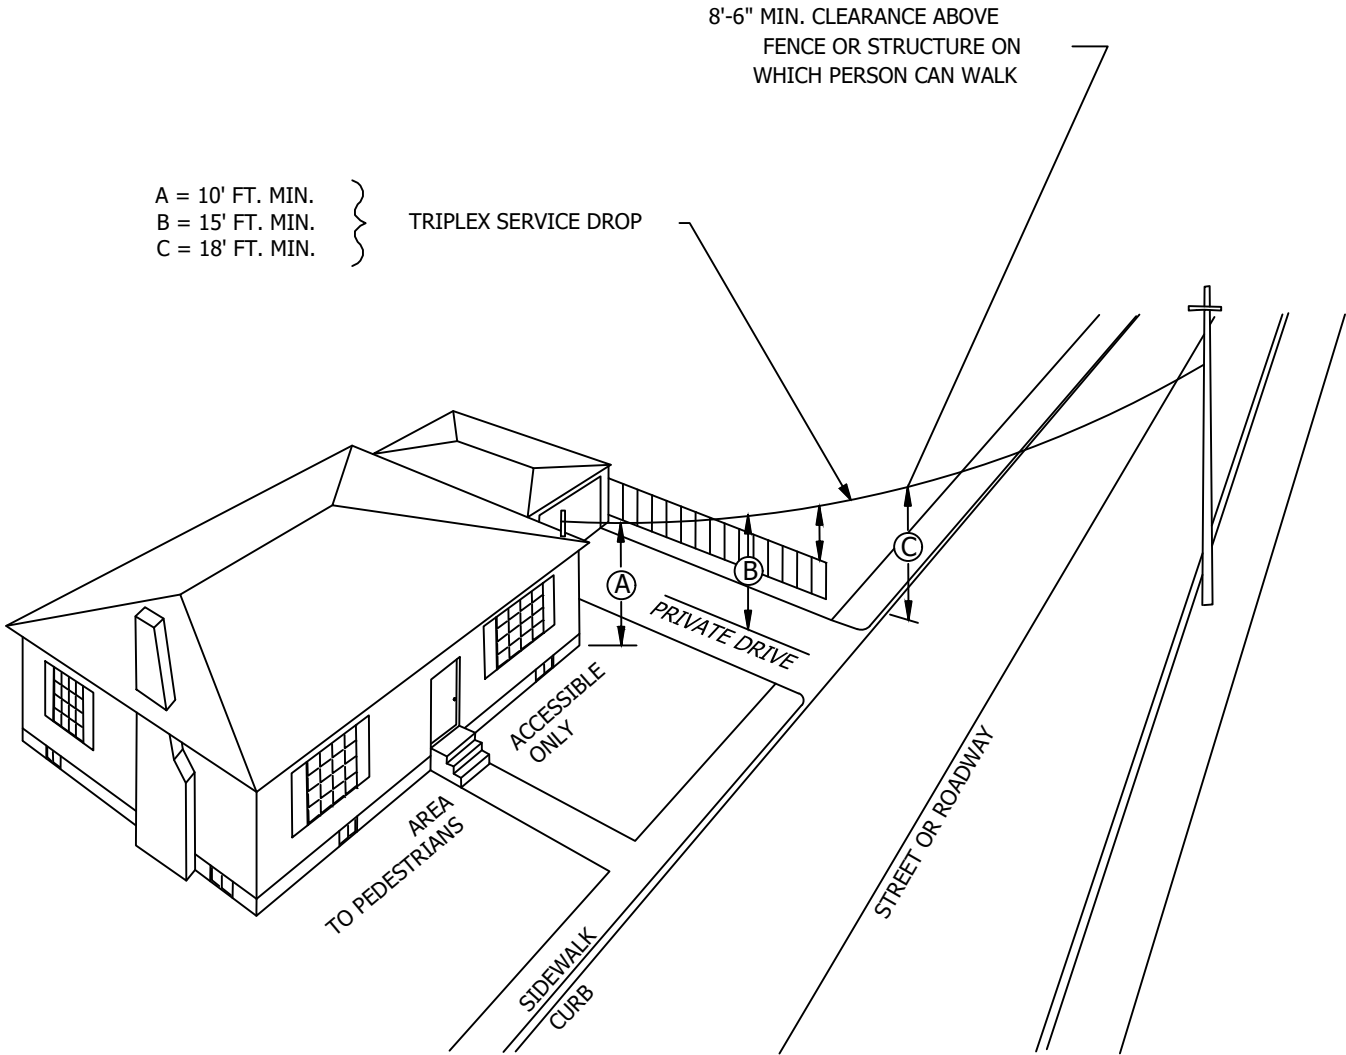 8'-6" MIN. CLEARANCE ABOVE
FENCE OR STRUCTURE ON
WHICH PERSON CAN WALK
A = 10' FT. MIN.
B = 15' FT. MIN.
C = 18' FT. MIN.
TRIPLEX SERVICE DROP
A
B
C
PRIVATE DRIVE
ACCESSIBLE
ONLY
AREA
TO PEDESTRIANS
STREET OR ROADWAY
SIDEWALK
CURB